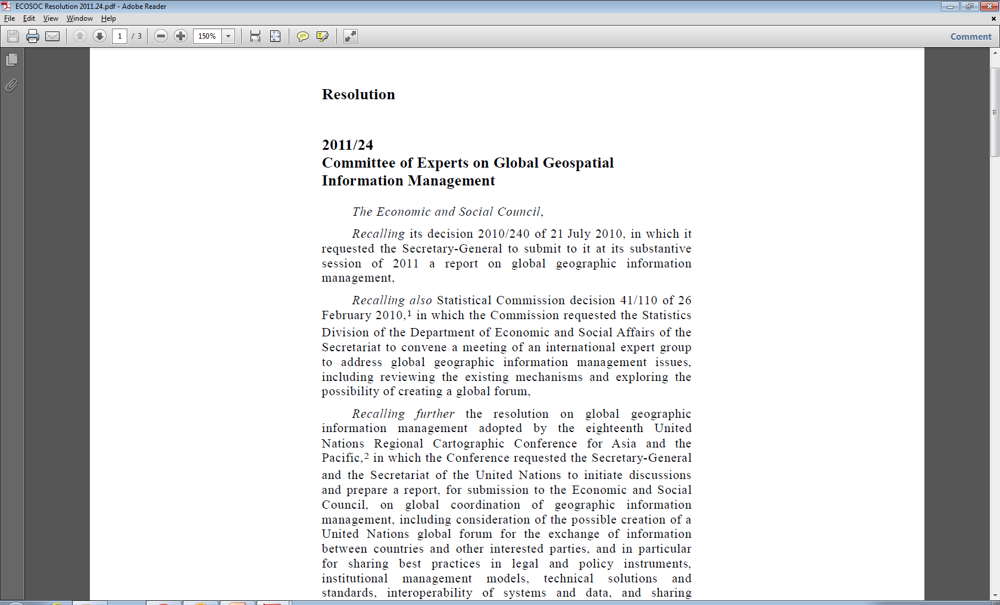 ECOSOC Resolution 2011.24.pdf - Adobe Reader
File Edit View Window Help
1 / 3 150% Comment
Resolution
2011/24
Committee of Experts on Global Geospatial
Information Management
The Economic and Social Council,
Recalling its decision 2010/240 of 21 July 2010, in which it
requested the Secretary-General to submit to it at its substantive
session of 2011 a report on global geographic information
management,
Recalling also Statistical Commission decision 41/110 of 26
February 2010,1 in which the Commission requested the Statistics
Division of the Department of Economic and Social Affairs of the
Secretariat to convene a meeting of an international expert group
to address global geographic information management issues,
including reviewing the existing mechanisms and exploring the
possibility of creating a global forum,
Recalling further the resolution on global geographic
information management adopted by the eighteenth United
Nations Regional Cartographic Conference for Asia and the
Pacific,2 in which the Conference requested the Secretary-General
and the Secretariat of the United Nations to initiate discussions
and prepare a report, for submission to the Economic and Social
Council, on global coordination of geographic information
management, including consideration of the possible creation of a
United Nations global forum for the exchange of information
between countries and other interested parties, and in particular
for sharing best practices in legal and policy instruments,
institutional management models, technical solutions and
standards, interoperability of systems and data, and sharing